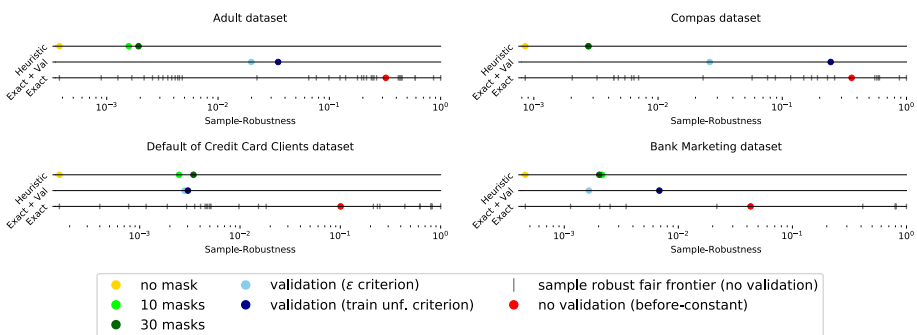 Adult dataset
Compas dataset
Heuristic
Exact + Val
Exact
10⁻³
10⁻²
10⁻¹
10⁰
Sample-Robustness
Heuristic
Exact + Val
Exact
10⁻³
10⁻²
10⁻¹
10⁰
Sample-Robustness
Default of Credit Card Clients dataset
Bank Marketing dataset
Heuristic
Exact + Val
Exact
10⁻³
10⁻²
10⁻¹
10⁰
Sample-Robustness
Heuristic
Exact + Val
Exact
10⁻³
10⁻²
10⁻¹
10⁰
Sample-Robustness
no mask
10 masks
30 masks
validation (ε criterion)
validation (train unf. criterion)
sample robust fair frontier (no validation)
no validation (before-constant)